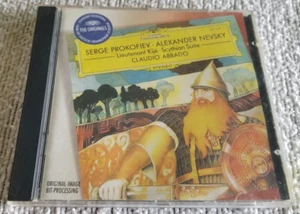 THE ORIGINALS
SERGE PROKOFIEV · ALEXANDER NEVSKY
Lieutenant Kijé · Scythian Suite
CLAUDIO ABBADO
ORIGINAL-IMAGE
BIT-PROCESSING